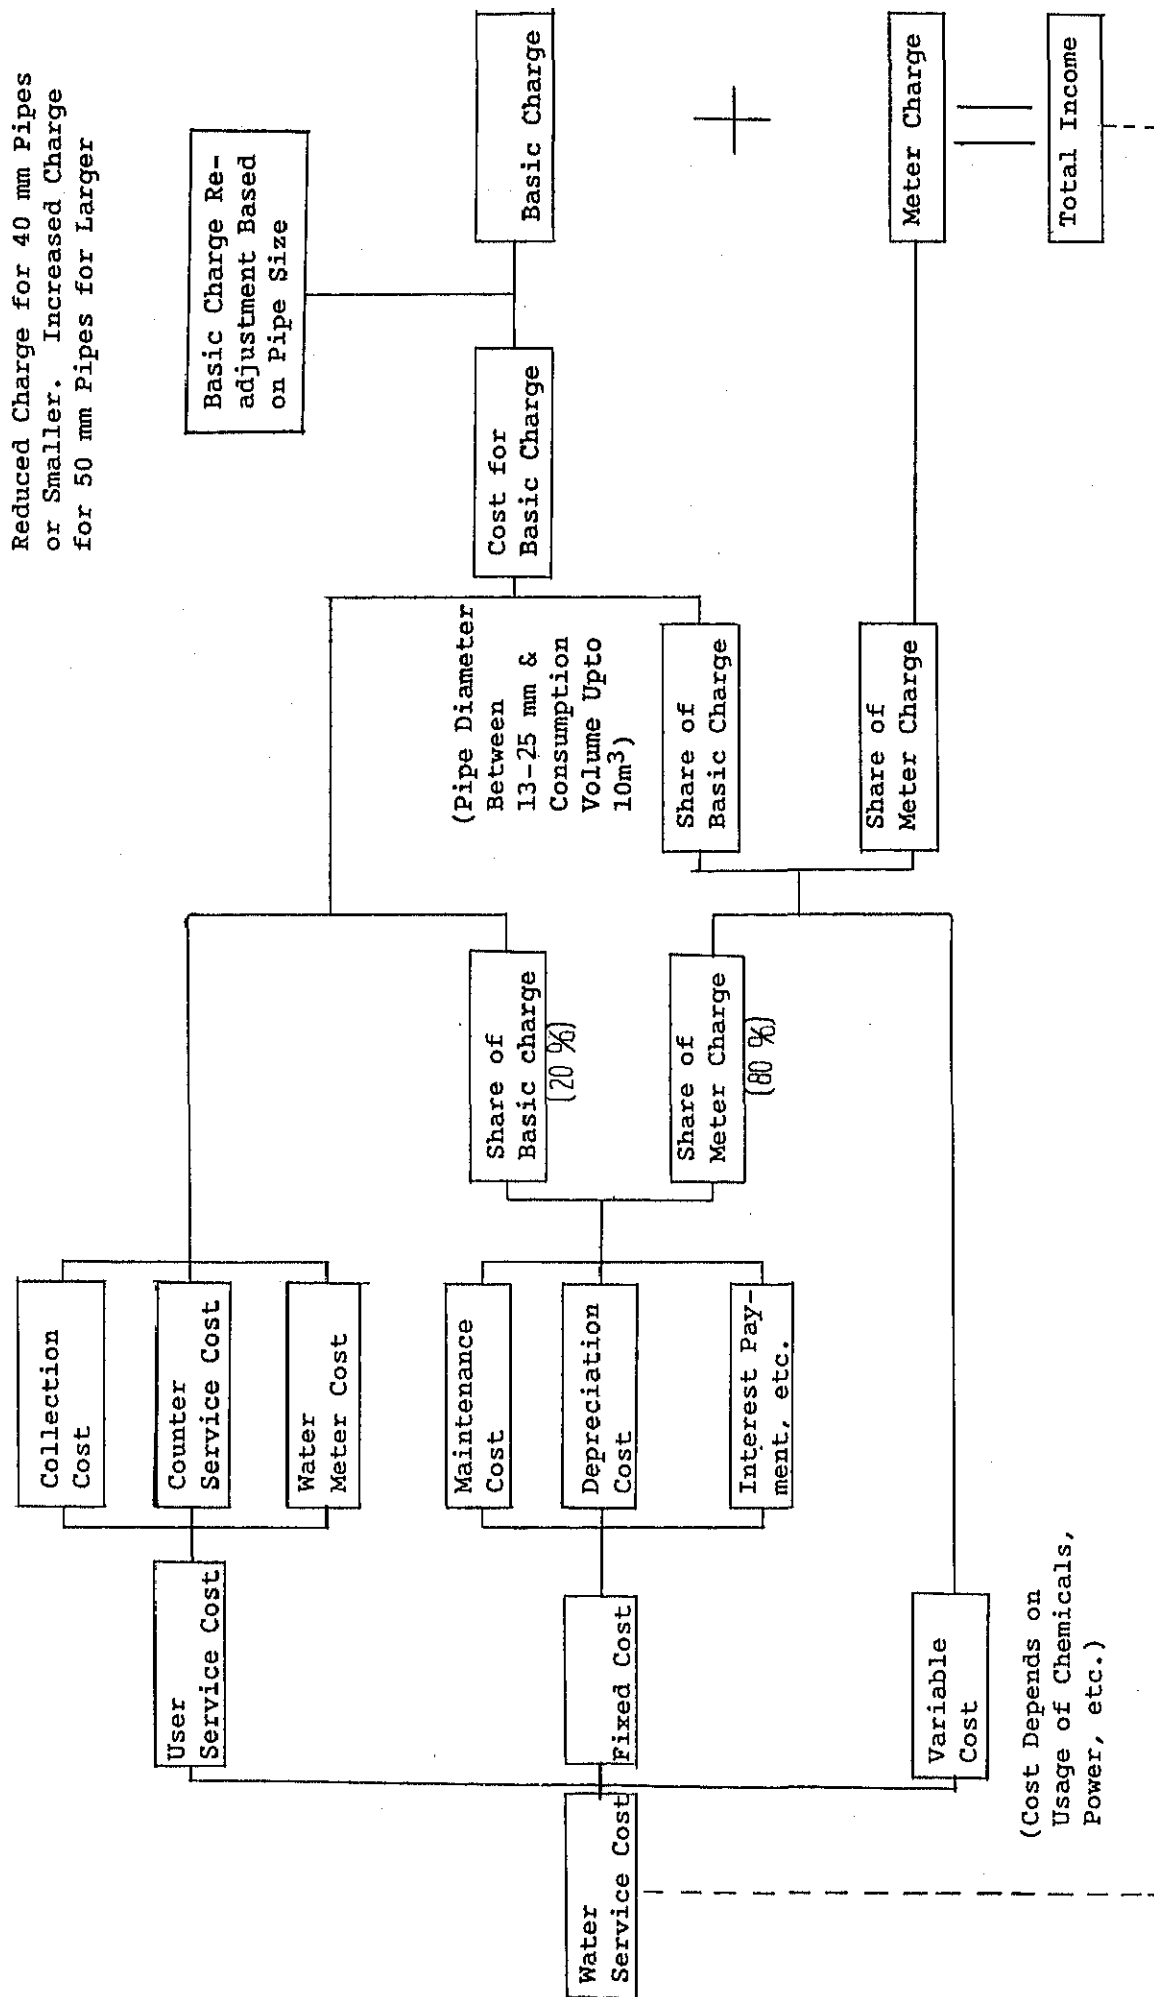 Reduced Charge for 40 mm Pipes
or Smaller. Increased Charge
for 50 mm Pipes for Larger
Basic Charge Re-
adjustment Based
on Pipe Size
Water
Service Cost
User
Service Cost
Fixed Cost
Variable
Cost
(Cost Depends on
Usage of Chemicals,
Power, etc.)
Collection
Cost
Counter
Service Cost
Water
Meter Cost
Maintenance
Cost
Depreciation
Cost
Interest Pay-
ment, etc.
Share of
Basic charge
(20 %)
Share of
Meter Charge
(80 %)
(Pipe Diameter
Between
13-25 mm &
Consumption
Volume Upto
10m³)
Share of
Basic Charge
Share of
Meter Charge
Cost for
Basic Charge
Basic Charge
+
Meter Charge
=
Total Income